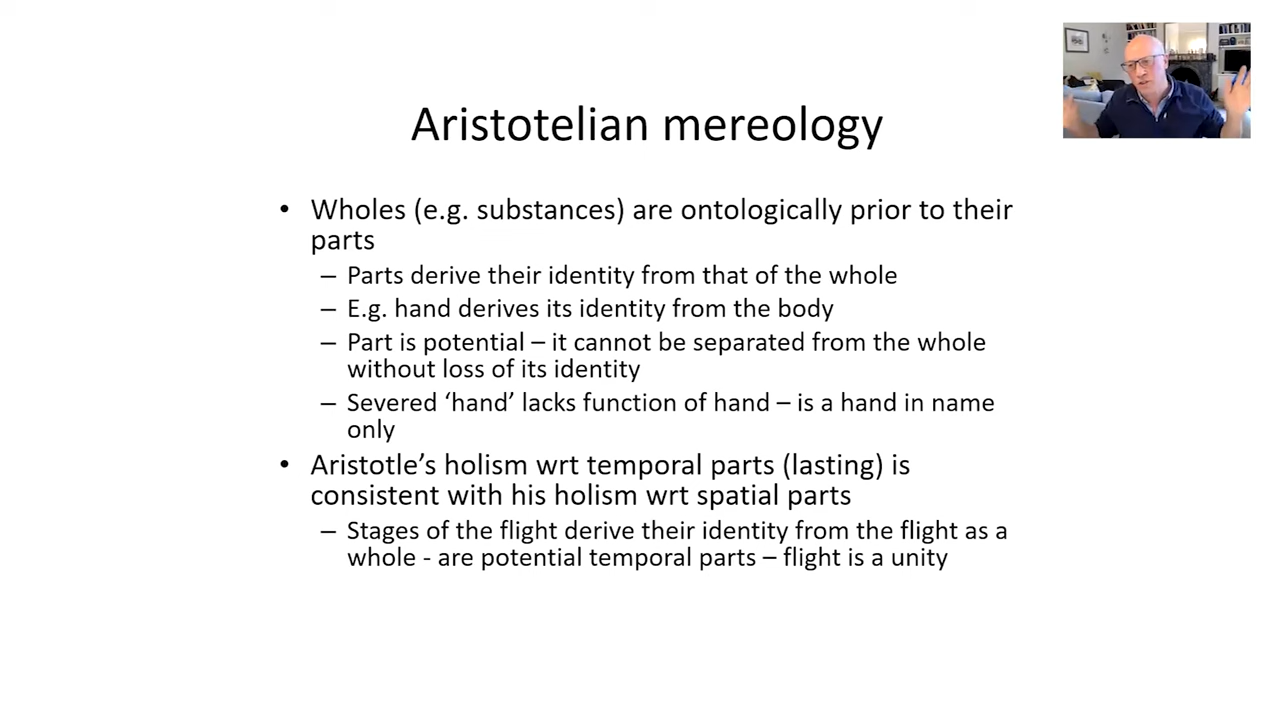 Aristotelian mereology
• Wholes (e.g. substances) are ontologically prior to their
parts
– Parts derive their identity from that of the whole
– E.g. hand derives its identity from the body
– Part is potential – it cannot be separated from the whole
without loss of its identity
– Severed ‘hand’ lacks function of hand – is a hand in name
only
• Aristotle’s holism wrt temporal parts (lasting) is
consistent with his holism wrt spatial parts
– Stages of the flight derive their identity from the flight as a
whole - are potential temporal parts – flight is a unity